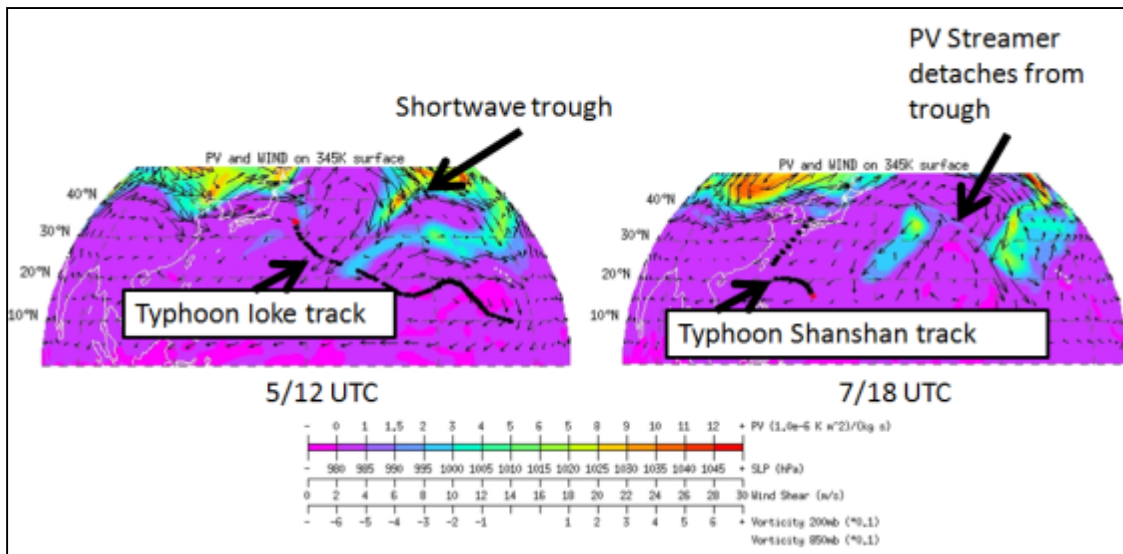 PV Streamer
detaches from
trough
Shortwave trough
PV and WIND on 345K surface
40°N
30°N
20°N
10°N
Typhoon Ioke track
5/12 UTC
PV and WIND on 345K surface
40°N
30°N
20°N
10°N
Typhoon Shanshan track
7/18 UTC
- 0 1 1.5 2 3 4 5 6 7 8 9 10 11 12 + PV (1.0e-6 K m^2)/(kg s)
- 980 985 990 995 1000 1005 1010 1015 1020 1025 1030 1035 1040 1045 + SLP (hPa)
0 2 4 6 8 10 12 14 16 18 20 22 24 26 28 30 Wind Shear (m/s)
- -6 -5 -4 -3 -2 -1 1 2 3 4 5 6 + Vorticity 200mb (*0.1)
Vorticity 850mb (*0.1)